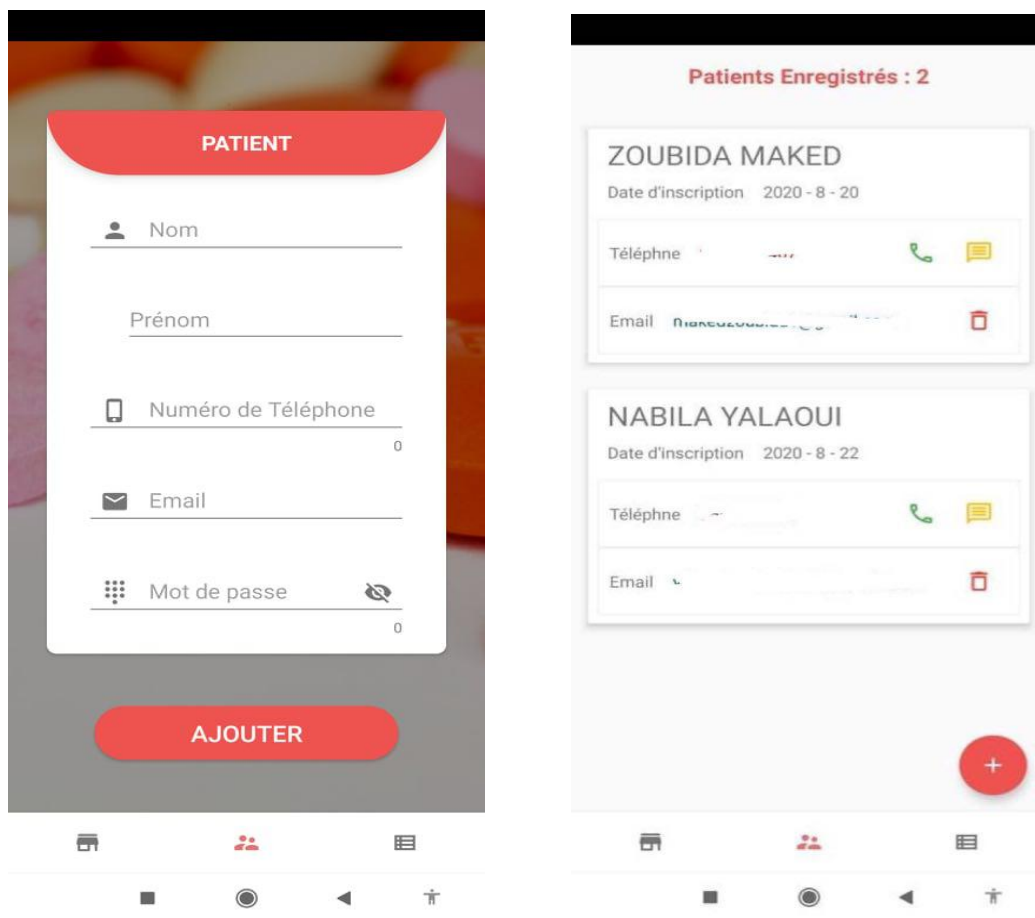 PATIENT
Nom
Prénom
Numéro de Téléphone
0
Email
Mot de passe
0
AJOUTER
Patients Enregistrés : 2
ZOUBIDA MAKED
Date d'inscription 2020 - 8 - 20
Téléphne
Email
NABILA YALAOUI
Date d'inscription 2020 - 8 - 22
Téléphne
Email